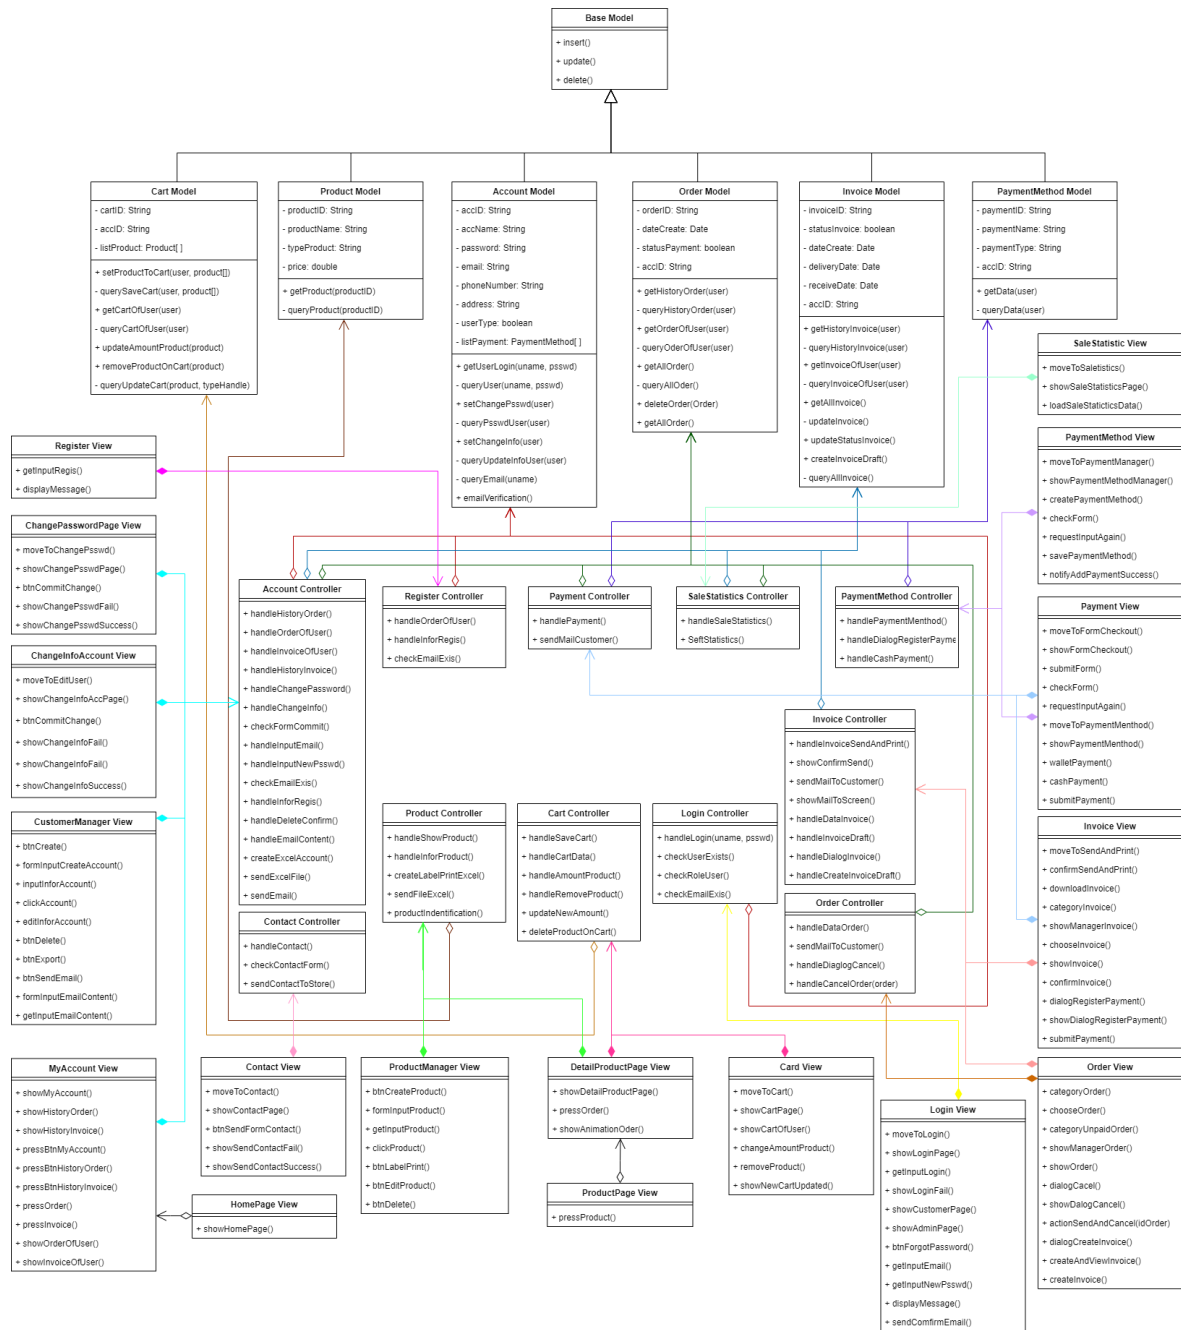 Base Model
+ insert()
+ update()
+ delete()
Cart Model
- cartID: String
- accID: String
- listProduct: Product[ ]
+ setProductToCart(user, product[])
- querySaveCart(user, product[])
+ getCartOfUser(user)
- queryCartOfUser(user)
+ updateAmountProduct(product)
+ removeProductOnCart(product)
- queryUpdateCart(product, typeHandle)
Product Model
- productID: String
- productName: String
- typeProduct: String
- price: double
+ getProduct(productID)
- queryProduct(productID)
Account Model
- accID: String
- accName: String
- password: String
- email: String
- phoneNumber: String
- address: String
- userType: boolean
- listPayment: PaymentMethod[ ]
+ getUserLogin(uname, psswd)
- queryUser(uname, psswd)
+ setChangePsswd(user)
- queryPsswdUser(user)
+ setChangeInfo(user)
- queryUpdateInfoUser(user)
- queryEmail(uname)
+ emailVerification()
Order Model
- orderID: String
- dateCreate: Date
- statusPayment: boolean
- accID: String
+ getHistoryOrder(user)
- queryHistoryOrder(user)
+ getOrderOfUser(user)
- queryOderOfUser(user)
+ getAllOrder()
- queryAllOder()
+ deleteOrder(Order)
+ getAllOrder()
Invoice Model
- invoiceID: String
- statusInvoice: boolean
- dateCreate: Date
- deliveryDate: Date
- receiveDate: Date
- accID: String
+ getHistoryInvoice(user)
- queryHistoryInvoice(user)
+ getInvoiceOfUser(user)
- queryInvoiceOfUser(user)
+ getAllInvoice()
- updateInvoice()
+ updateStatusInvoice()
+ createInvoiceDraft()
- queryAllInvoice()
PaymentMethod Model
- paymentID: String
- paymentName: String
- paymentType: String
- accID: String
+ getData(user)
- queryData(user)
SaleStatistic View
+ moveToSaletistics()
+ showSaleStatisticsPage()
+ loadSaleStaticticsData()
Register View
+ getInputRegis()
+ displayMessage()
PaymentMethod View
+ moveToPaymentManager()
+ showPaymentMethodManager()
+ createPaymentMethod()
+ checkForm()
+ requestInputAgain()
+ savePaymentMethod()
+ notifyAddPaymentSuccess()
ChangePasswordPage View
+ moveToChangePsswd()
+ showChangePsswdPage()
+ btnCommitChange()
+ showChangePsswdFail()
+ showChangePsswdSuccess()
Account Controller
+ handleHistoryOrder()
+ handleOrderOfUser()
+ handleInvoiceOfUser()
+ handleHistoryInvoice()
+ handleChangePassword()
+ handleChangeInfo()
+ checkFormCommit()
+ handleInputEmail()
+ handleInputNewPsswd()
+ checkEmailExis()
+ handleInforRegis()
+ handleDeleteConfirm()
+ handleEmailContent()
+ createExcelAccount()
+ sendExcelFile()
+ sendEmail()
Register Controller
+ handleOrderOfUser()
+ handleInforRegis()
+ checkEmailExis()
Payment Controller
+ handlePayment()
+ sendMailCustomer()
SaleStatistics Controller
+ handleSaleStatistics()
+ SeftStatistics()
PaymentMethod Controller
+ handlePaymentMenthod()
+ handleDialogRegisterPayme
+ handleCashPayment()
Payment View
+ moveToFormCheckout()
+ showFormCheckout()
+ submitForm()
+ checkForm()
+ requestInputAgain()
+ moveToPaymentMenthod()
+ showPaymentMenthod()
+ walletPayment()
+ cashPayment()
+ submitPayment()
ChangeInfoAccount View
+ moveToEditUser()
+ showChangeInfoAccPage()
+ btnCommitChange()
+ showChangeInfoFail()
+ showChangeInfoFail()
+ showChangeInfoSuccess()
Invoice Controller
+ handleInvoiceSendAndPrint()
+ showConfirmSend()
+ sendMailToCustomer()
+ showMailToScreen()
+ handleDataInvoice()
+ handleInvoiceDraft()
+ handleDialogInvoice()
+ handleCreateInvoiceDraft()
CustomerManager View
+ btnCreate()
+ formInputCreateAccount()
+ inputInforAccount()
+ clickAccount()
+ editInforAccount()
+ btnDelete()
+ btnExport()
+ btnSendEmail()
+ formInputEmailContent()
+ getInputEmailContent()
Product Controller
+ handleShowProduct()
+ handleInforProduct()
+ createLabelPrintExcel()
+ sendFileExcel()
+ productIndentification()
Cart Controller
+ handleSaveCart()
+ handleCartData()
+ handleAmountProduct()
+ handleRemoveProduct()
+ updateNewAmount()
+ deleteProductOnCart()
Login Controller
+ handleLogin(uname, psswd)
+ checkUserExists()
+ checkRoleUser()
+ checkEmailExis()
Invoice View
+ moveToSendAndPrint()
+ confirmSendAndPrint()
+ downloadInvoice()
+ categoryInvoice()
+ showManagerInvoice()
+ chooseInvoice()
+ showInvoice()
+ confirmInvoice()
+ dialogRegisterPayment()
+ showDialogRegisterPayment()
+ submitPayment()
Contact Controller
+ handleContact()
+ checkContactForm()
+ sendContactToStore()
Order Controller
+ handleDataOrder()
+ sendMailToCustomer()
+ handleDiaglogCancel()
+ handleCancelOrder(order)
MyAccount View
+ showMyAccount()
+ showHistoryOrder()
+ showHistoryInvoice()
+ pressBtnMyAccount()
+ pressBtnHistoryOrder()
+ pressBtnHistoryInvoice()
+ pressOrder()
+ pressInvoice()
+ showOrderOfUser()
+ showInvoiceOfUser()
Contact View
+ moveToContact()
+ showContactPage()
+ btnSendFormContact()
+ showSendContactFail()
+ showSendContactSuccess()
ProductManager View
+ btnCreateProduct()
+ formInputProduct()
+ getInputProduct()
+ clickProduct()
+ btnLabelPrint()
+ btnEditProduct()
+ btnDelete()
DetailProductPage View
+ showDetailProductPage()
+ pressOrder()
+ showAnimationOder()
Card View
+ moveToCart()
+ showCartPage()
+ showCartOfUser()
+ changeAmountProduct()
+ removeProduct()
+ showNewCartUpdated()
Order View
+ categoryOrder()
+ chooseOrder()
+ categoryUnpaidOrder()
+ showManagerOrder()
+ showOrder()
+ dialogCacel()
+ showDalogCancel()
+ actionSendAndCancel(idOrder)
+ dialogCreateInvoice()
+ createAndViewInvoice()
+ createInvoice()
Login View
+ moveToLogin()
+ showLoginPage()
+ getInputLogin()
+ showLoginFail()
+ showCustomerPage()
+ showAdminPage()
+ btnForgotPassword()
+ getInputEmail()
+ getInputNewPsswd()
+ displayMessage()
+ sendComfirmEmail()
HomePage View
+ showHomePage()
ProductPage View
+ pressProduct()